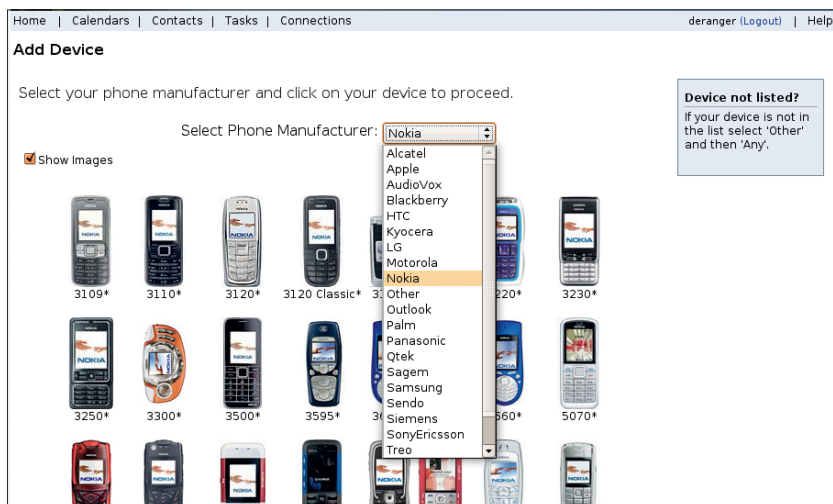 Home | Calendars | Contacts | Tasks | Connections
deranger (Logout) | Help
Add Device
Select your phone manufacturer and click on your device to proceed.
Device not listed?
If your device is not in
the list select 'Other'
and then 'Any'.
Select Phone Manufacturer: Nokia
Show Images
Alcatel
Apple
AudioVox
Blackberry
HTC
Kyocera
LG
Motorola
Nokia
Other
Outlook
Palm
Panasonic
Qtek
Sagem
Samsung
Sendo
Siemens
SonyEricsson
Treo
3109* 3110* 3120* 3120 Classic* 220* 3230*
3250* 3300* 3500* 3595* 660* 5070*